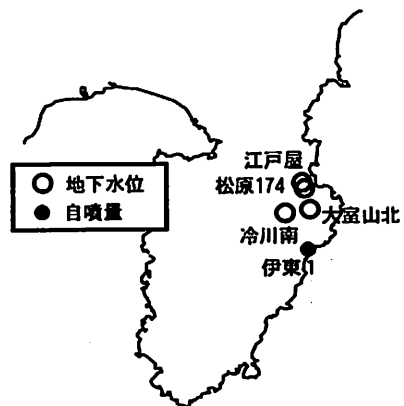 江戸屋
松原174
地下水位
自噴量
大室山北
冷川南
伊東1